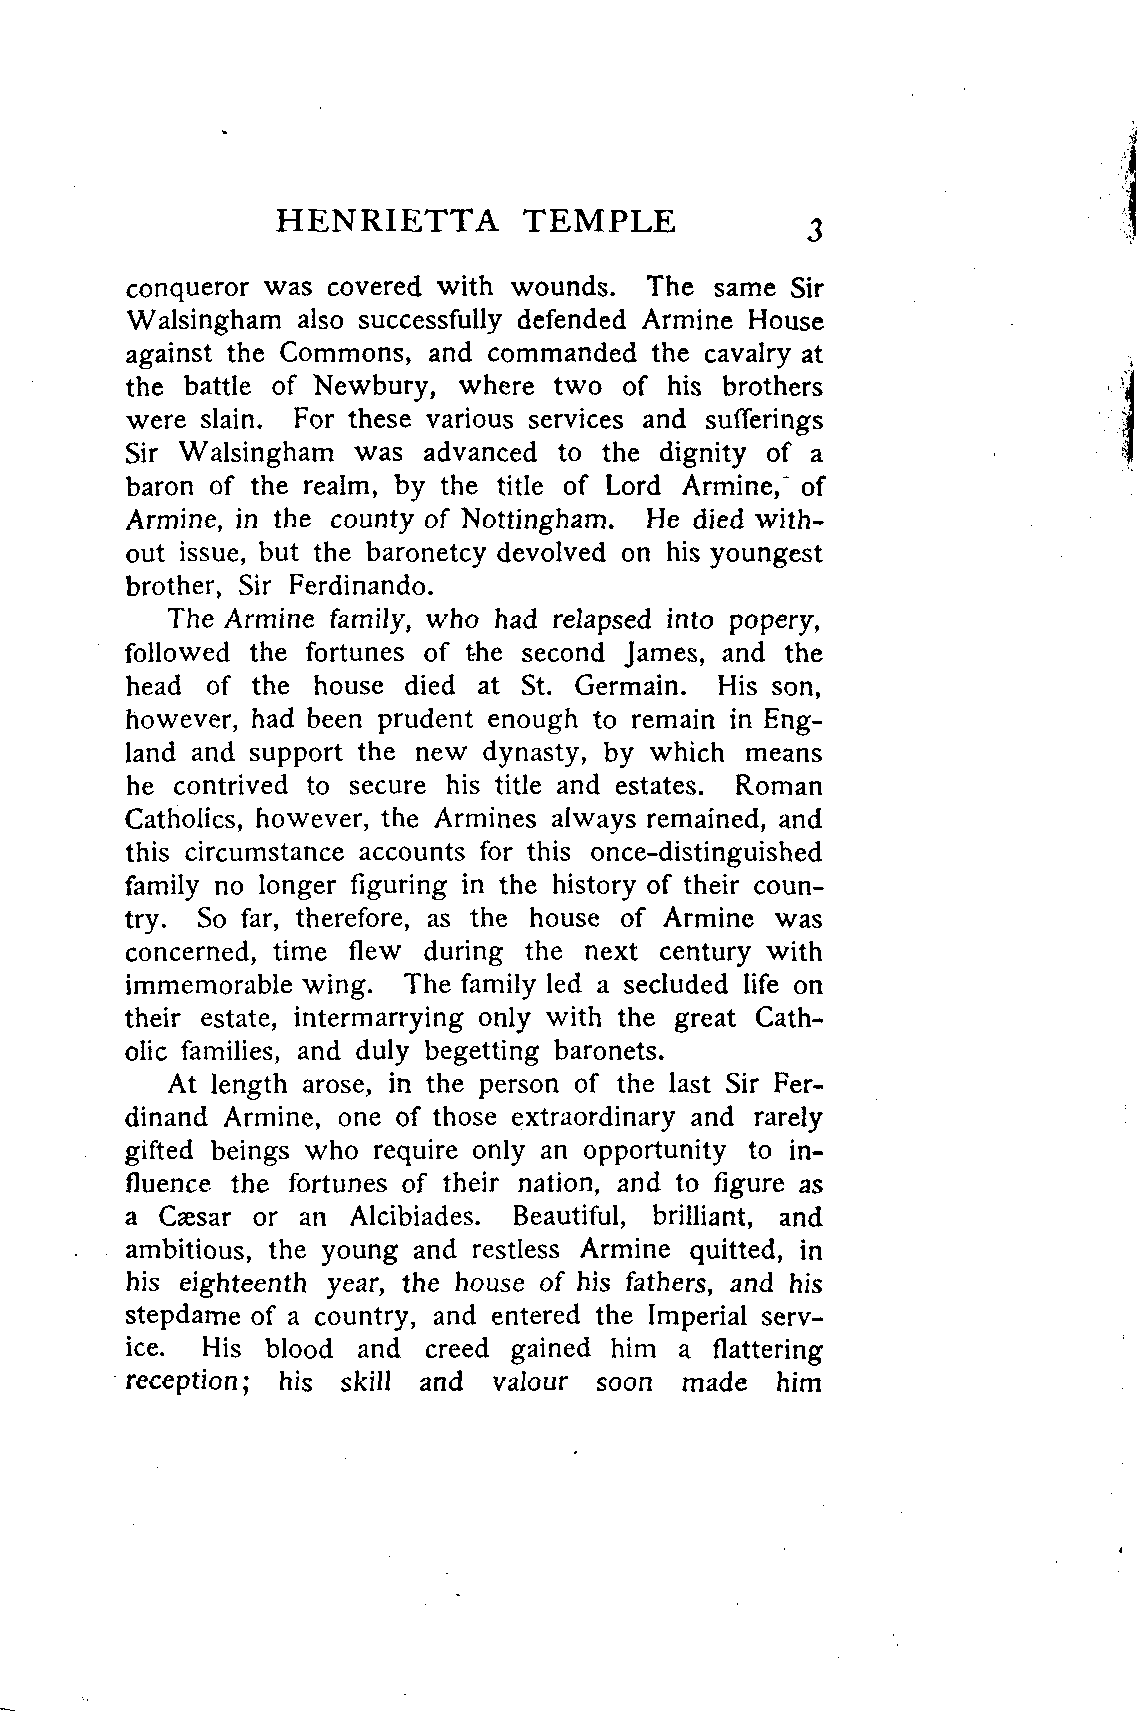 HENRIETTA TEMPLE 3
conqueror was covered with wounds. The same Sir
Walsingham also successfully defended Armine House
against the Commons, and commanded the cavalry at
the battle of Newbury, where two of his brothers
were slain. For these various services and sufferings
Sir Walsingham was advanced to the dignity of a
baron of the realm, by the title of Lord Armine, of
Armine, in the county of Nottingham. He died with-
out issue, but the baronetcy devolved on his youngest
brother, Sir Ferdinando.
The Armine family, who had relapsed into popery,
followed the fortunes of the second James, and the
head of the house died at St. Germain. His son,
however, had been prudent enough to remain in Eng-
land and support the new dynasty, by which means
he contrived to secure his title and estates. Roman
Catholics, however, the Armines always remained, and
this circumstance accounts for this once-distinguished
family no longer figuring in the history of their coun-
try. So far, therefore, as the house of Armine was
concerned, time flew during the next century with
immemorable wing. The family led a secluded life on
their estate, intermarrying only with the great Cath-
olic families, and duly begetting baronets.
At length arose, in the person of the last Sir Fer-
dinand Armine, one of those extraordinary and rarely
gifted beings who require only an opportunity to in-
fluence the fortunes of their nation, and to figure as
a Cæsar or an Alcibiades. Beautiful, brilliant, and
ambitious, the young and restless Armine quitted, in
his eighteenth year, the house of his fathers, and his
stepdame of a country, and entered the Imperial serv-
ice. His blood and creed gained him a flattering
reception; his skill and valour soon made him